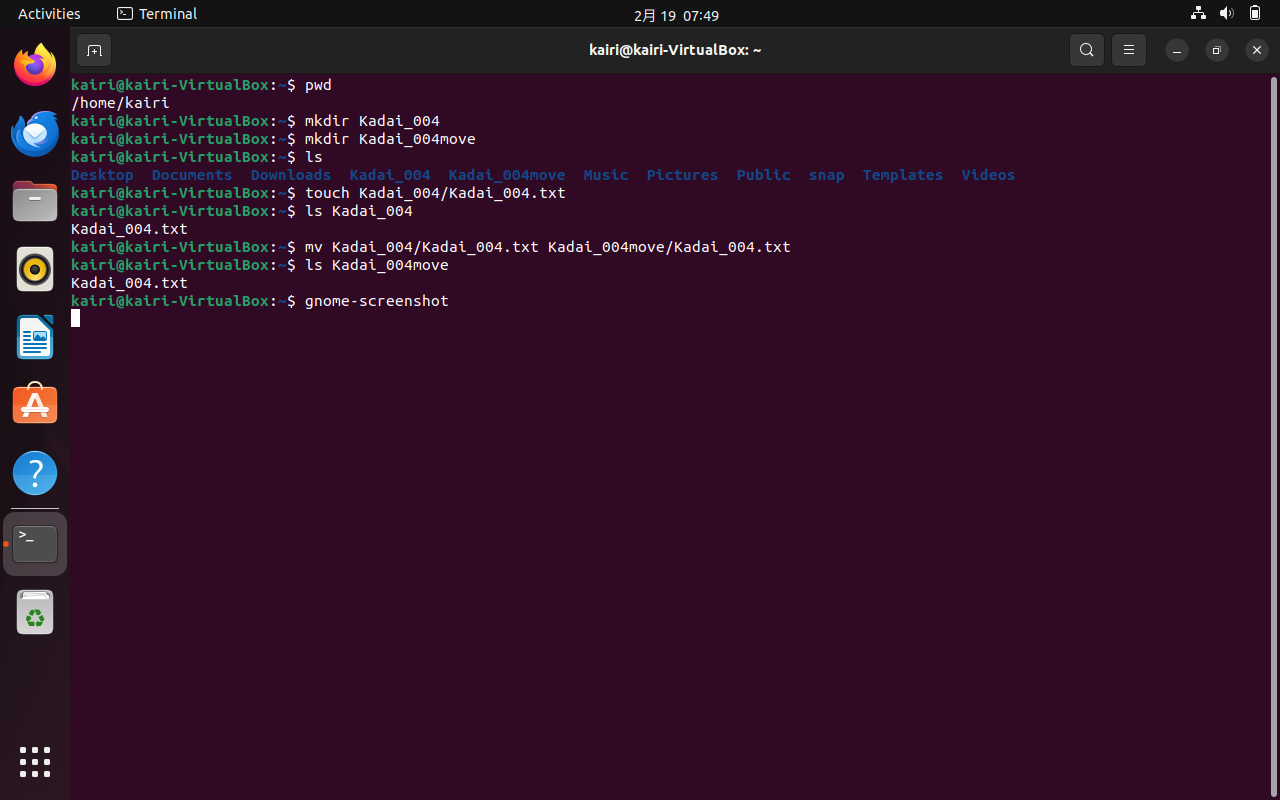 Activities Terminal 2月 19 07:49
kairi@kairi-VirtualBox: ~
kairi@kairi-VirtualBox:~$ pwd
/home/kairi
kairi@kairi-VirtualBox:~$ mkdir Kadai_004
kairi@kairi-VirtualBox:~$ mkdir Kadai_004move
kairi@kairi-VirtualBox:~$ ls
Desktop Documents Downloads Kadai_004 Kadai_004move Music Pictures Public snap Templates Videos
kairi@kairi-VirtualBox:~$ touch Kadai_004/Kadai_004.txt
kairi@kairi-VirtualBox:~$ ls Kadai_004
Kadai_004.txt
kairi@kairi-VirtualBox:~$ mv Kadai_004/Kadai_004.txt Kadai_004move/Kadai_004.txt
kairi@kairi-VirtualBox:~$ ls Kadai_004move
Kadai_004.txt
kairi@kairi-VirtualBox:~$ gnome-screenshot